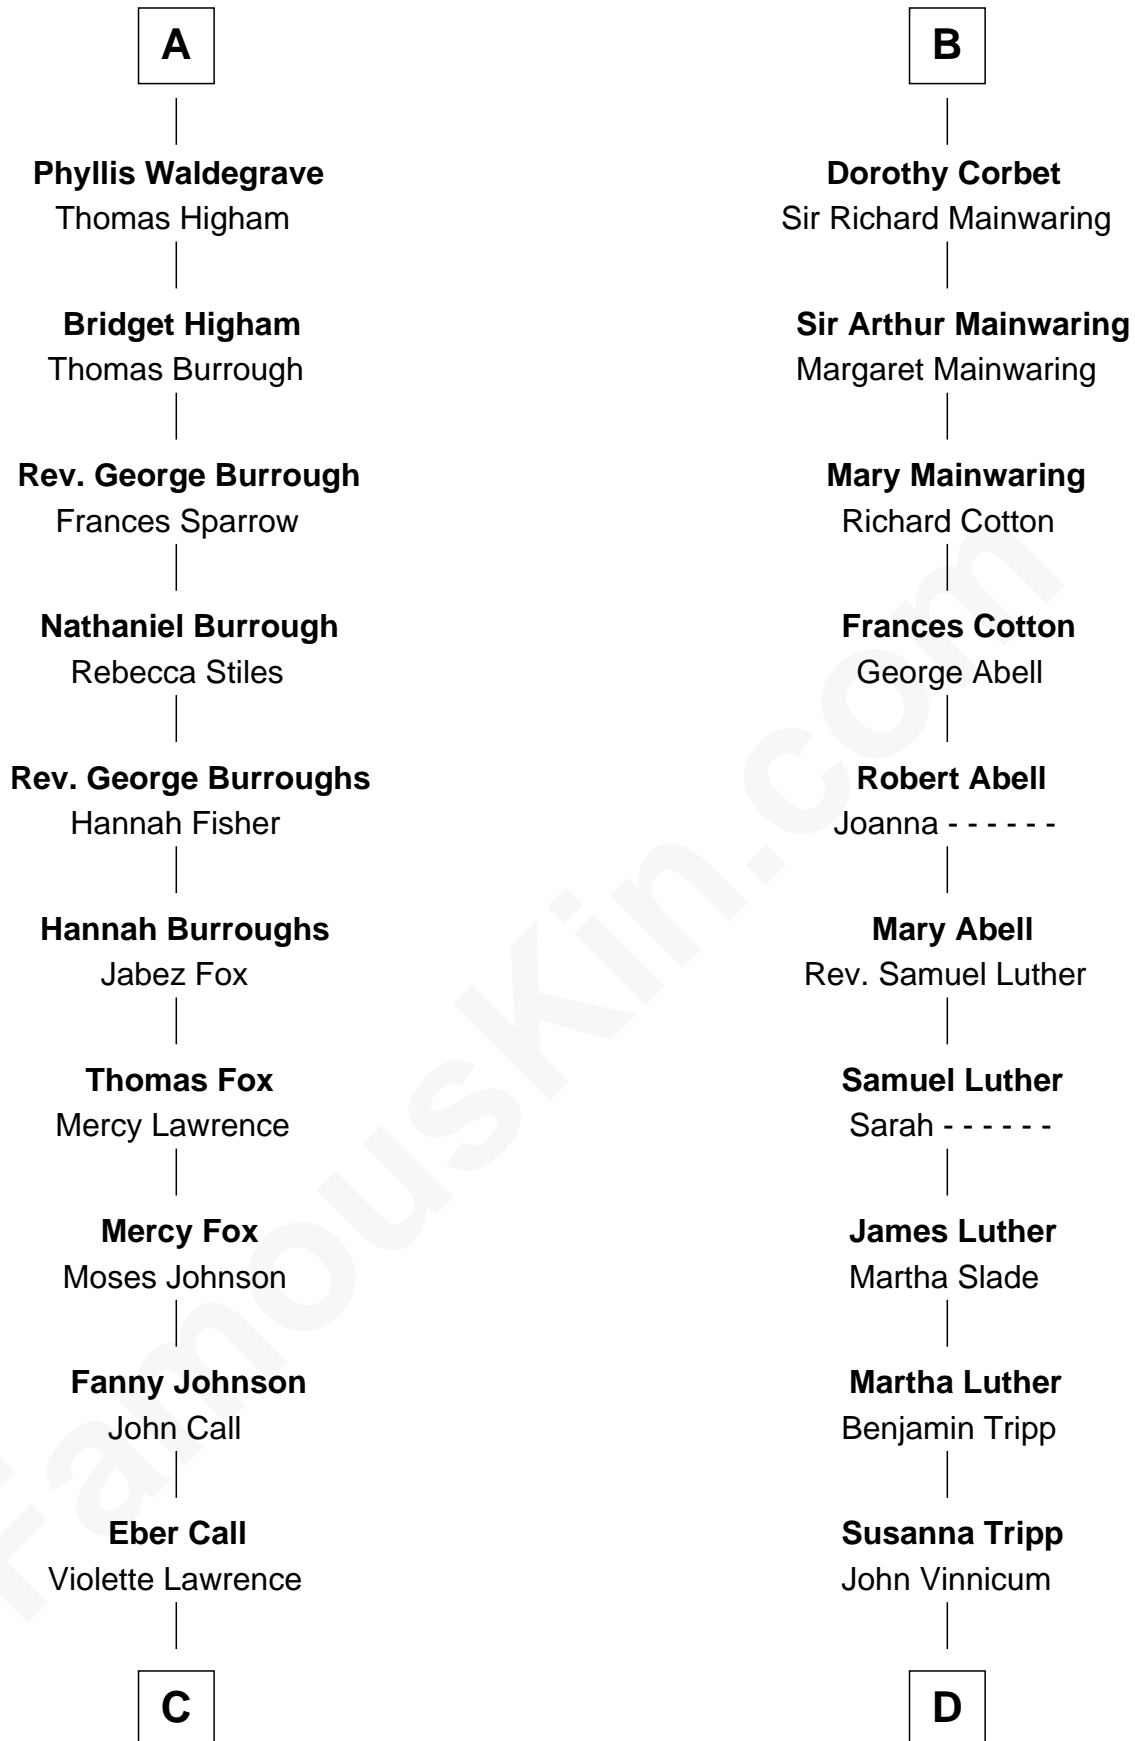 A
Phyllis Waldegrave
Thomas Higham
Bridget Higham
Thomas Burrough
Rev. George Burrough
Frances Sparrow
Nathaniel Burrough
Rebecca Stiles
Rev. George Burroughs
Hannah Fisher
Hannah Burroughs
Jabez Fox
Thomas Fox
Mercy Lawrence
Mercy Fox
Moses Johnson
Fanny Johnson
John Call
Eber Call
Violette Lawrence
C
B
Dorothy Corbet
Sir Richard Mainwaring
Sir Arthur Mainwaring
Margaret Mainwaring
Mary Mainwaring
Richard Cotton
Frances Cotton
George Abell
Robert Abell
Joanna - - - - - -
Mary Abell
Rev. Samuel Luther
Samuel Luther
Sarah - - - - - -
James Luther
Martha Slade
Martha Luther
Benjamin Tripp
Susanna Tripp
John Vinnicum
D
FamousKin.com